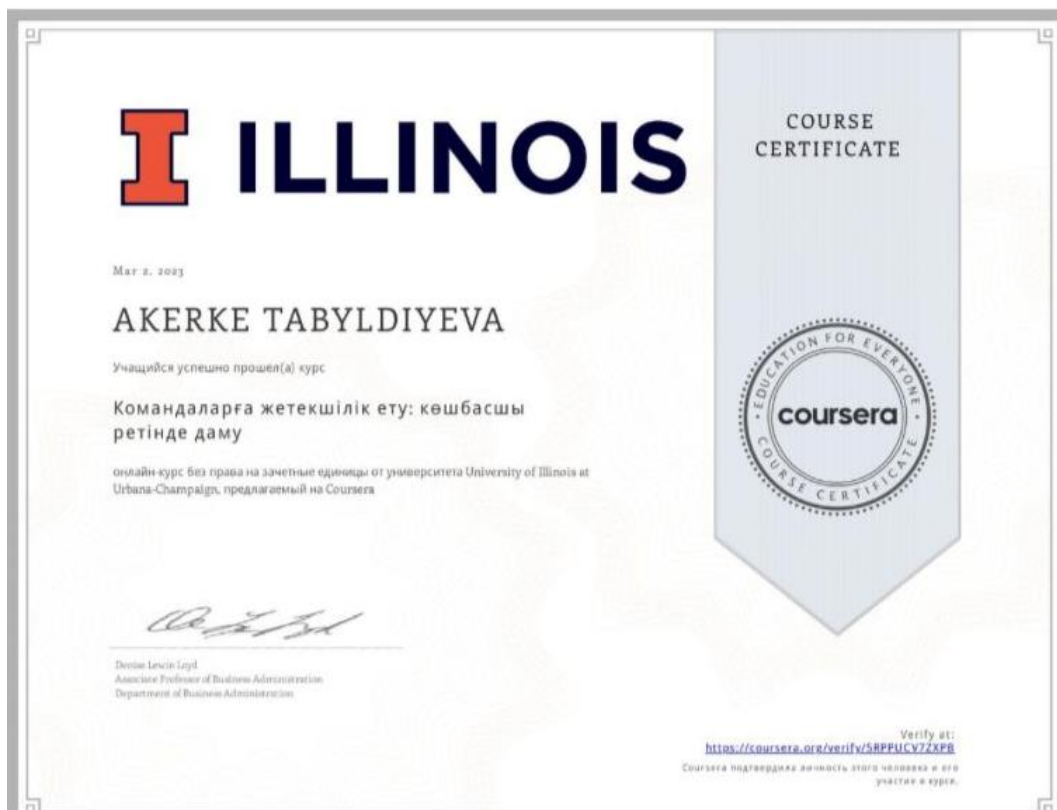 ILLINOIS
COURSE
CERTIFICATE
Mar 2, 2023
AKERKE TABYLDIYEVA
Учащийся успешно прошел(а) курс
Командаларға жетекшілік ету: көшбасшы
ретінде даму
онлайн-курс без права на зачетные единицы от университета University of Illinois at
Urbana-Champaign, предлагаемый на Coursera
EDUCATION FOR EVERYONE
coursera
COURSE CERTIFICATE
Denise Lewin Loyd
Associate Professor of Business Administration
Department of Business Administration
Verify at:
https://coursera.org/verify/5RPPUCV7ZXPB
Coursera подтвердила личность этого человека и его
участие в курсе.